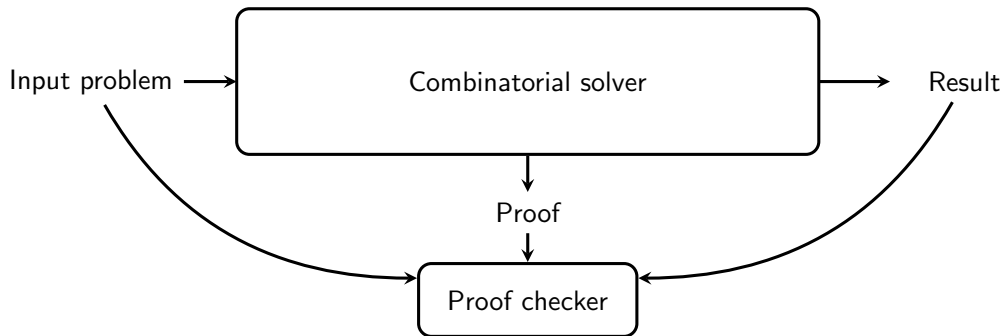 Input problem
Combinatorial solver
Result
Proof
Proof checker